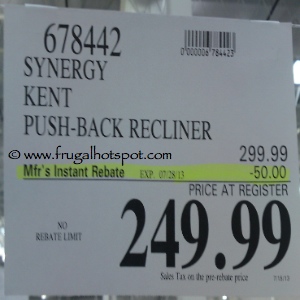 678442
0000006784423
SYNERGY
KENT
PUSH-BACK RECLINER
© www.frugalhotspot.com
299.99
Mfr's Instant Rebate EXP. 07/28/13 -50.00
PRICE AT REGISTER
NO
REBATE LIMIT
249.99
Sales Tax on the pre-rebate price